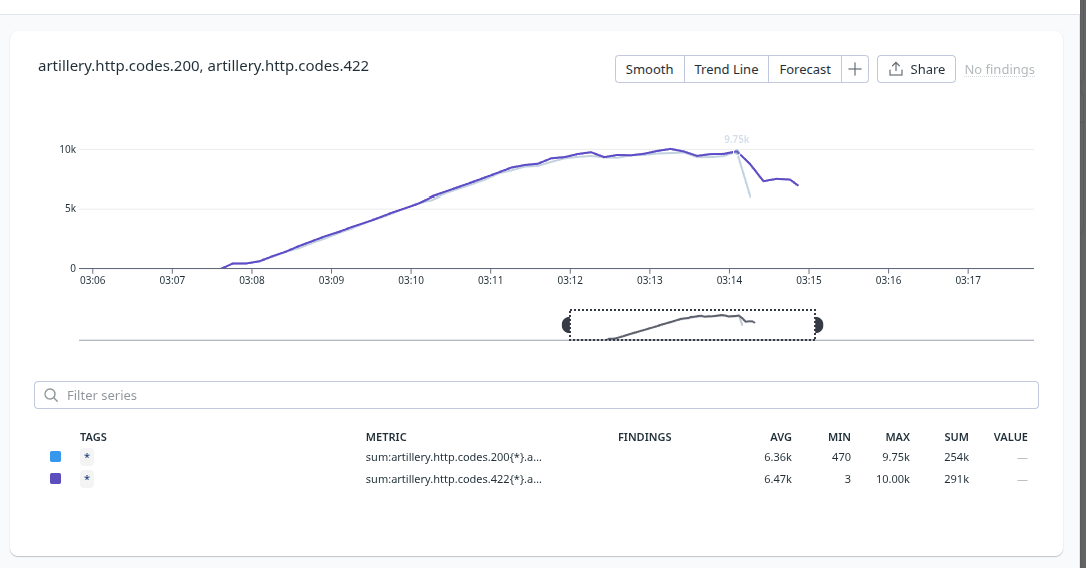 artillery.http.codes.200, artillery.http.codes.422
Smooth Trend Line Forecast + Share No findings
9.75k
10k
5k
0
03:06 03:07 03:08 03:09 03:10 03:11 03:12 03:13 03:14 03:15 03:16 03:17
Filter series
TAGS METRIC FINDINGS AVG MIN MAX SUM VALUE
* sum:artillery.http.codes.200{*}.a... 6.36k 470 9.75k 254k —
* sum:artillery.http.codes.422{*}.a... 6.47k 3 10.00k 291k —